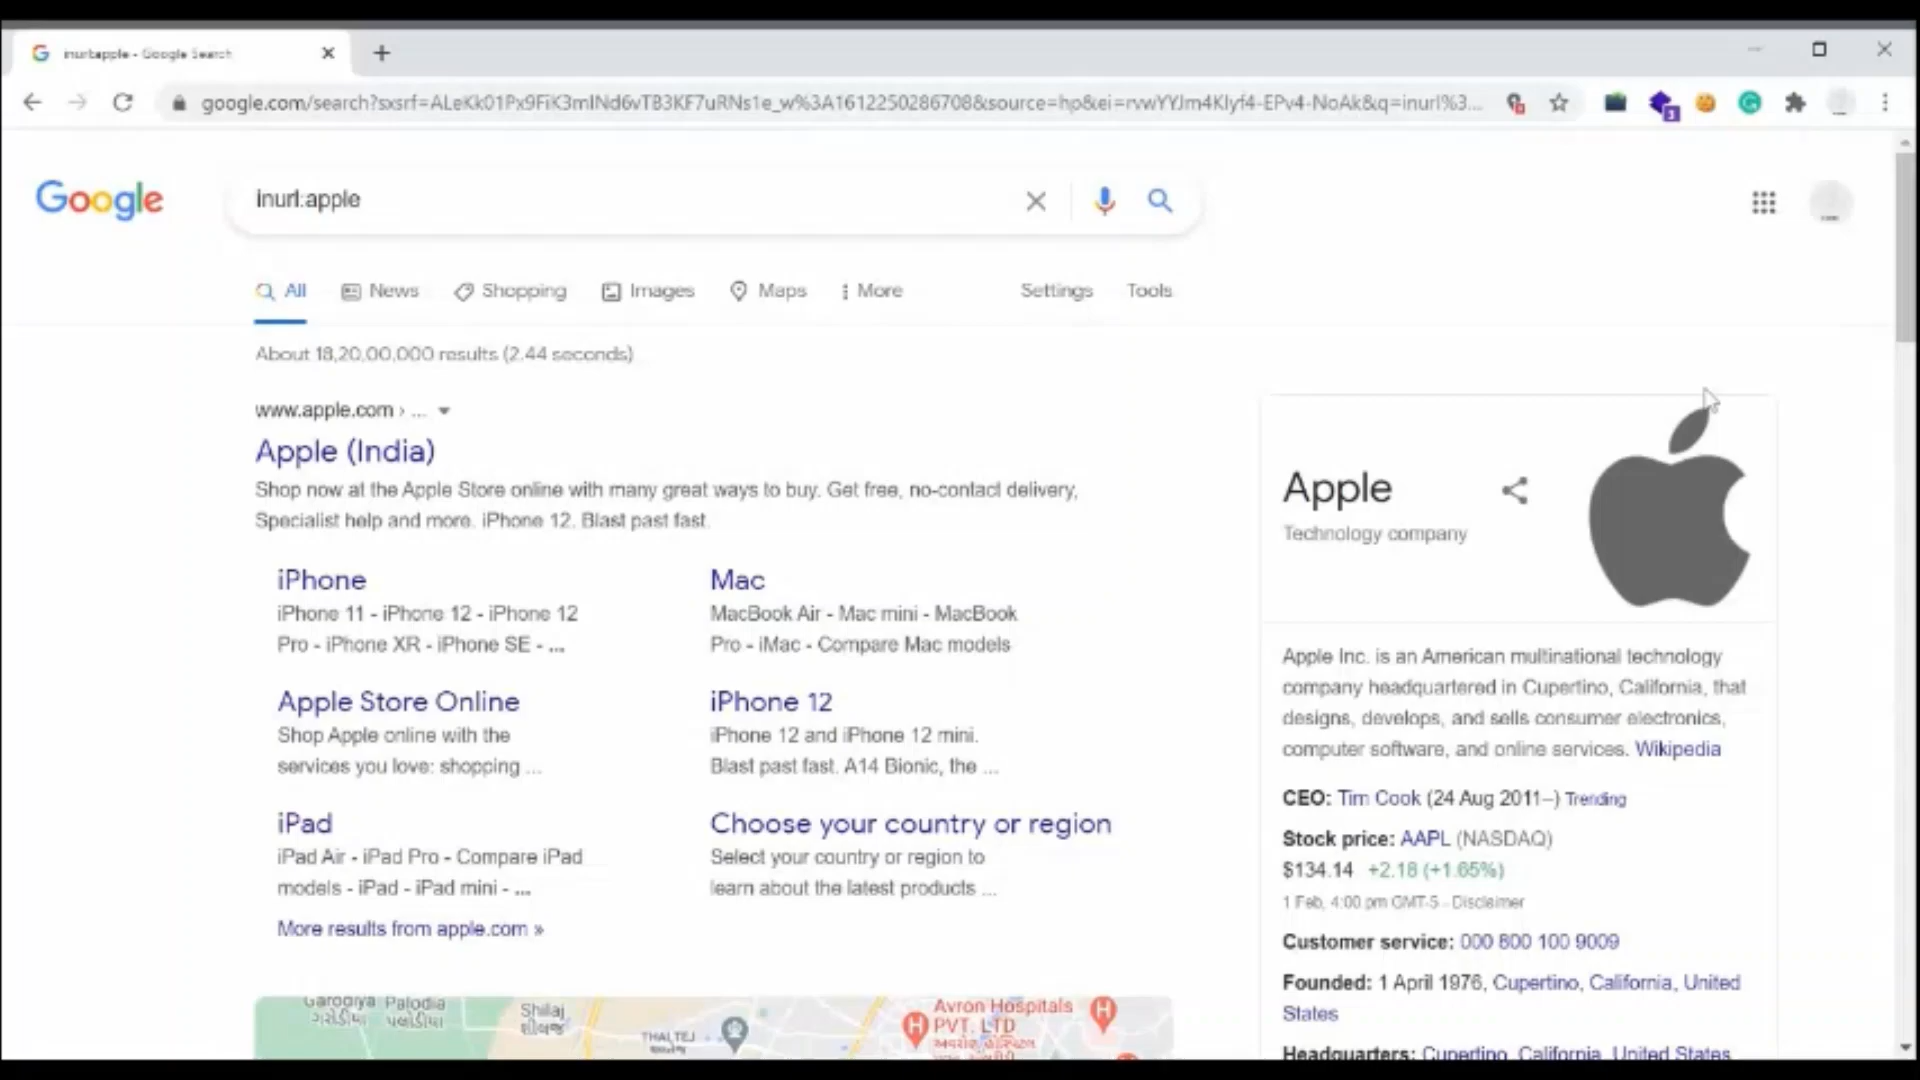 inurl:apple - Google Search
google.com/search?sxsrf=ALeKk01Px9FiK3mINd6vTB3KF7uRNs1e_w%3A1612250286708&source=hp&ei=rvwYYJm4KIyf4-EPv4-NoAk&q=inurl%3...
3
Google
inurl:apple
All
News
Shopping
Images
Maps
More
Settings
Tools
About 18,20,00,000 results (2.44 seconds)
www.apple.com › ...
Apple (India)
Shop now at the Apple Store online with many great ways to buy. Get free, no-contact delivery,
Specialist help and more. iPhone 12. Blast past fast.
iPhone
iPhone 11 - iPhone 12 - iPhone 12
Pro - iPhone XR - iPhone SE - ...
Mac
MacBook Air - Mac mini - MacBook
Pro - iMac - Compare Mac models
Apple Store Online
Shop Apple online with the
services you love: shopping ...
iPhone 12
iPhone 12 and iPhone 12 mini.
Blast past fast. A14 Bionic, the ...
iPad
iPad Air - iPad Pro - Compare iPad
models - iPad - iPad mini - ...
Choose your country or region
Select your country or region to
learn about the latest products ...
More results from apple.com »
Garodiya Palodia
Shilaj
શીલજ
THALTEJ
Avron Hospitals
PVT. LTD
Apple
Technology company
Apple Inc. is an American multinational technology
company headquartered in Cupertino, California, that
designs, develops, and sells consumer electronics,
computer software, and online services. Wikipedia
CEO: Tim Cook (24 Aug 2011–) Trending
Stock price: AAPL (NASDAQ)
$134.14 +2.18 (+1.65%)
1 Feb, 4:00 pm GMT-5 - Disclaimer
Customer service: 000 800 100 9009
Founded: 1 April 1976, Cupertino, California, United
States
Headquarters: Cupertino, California, United States